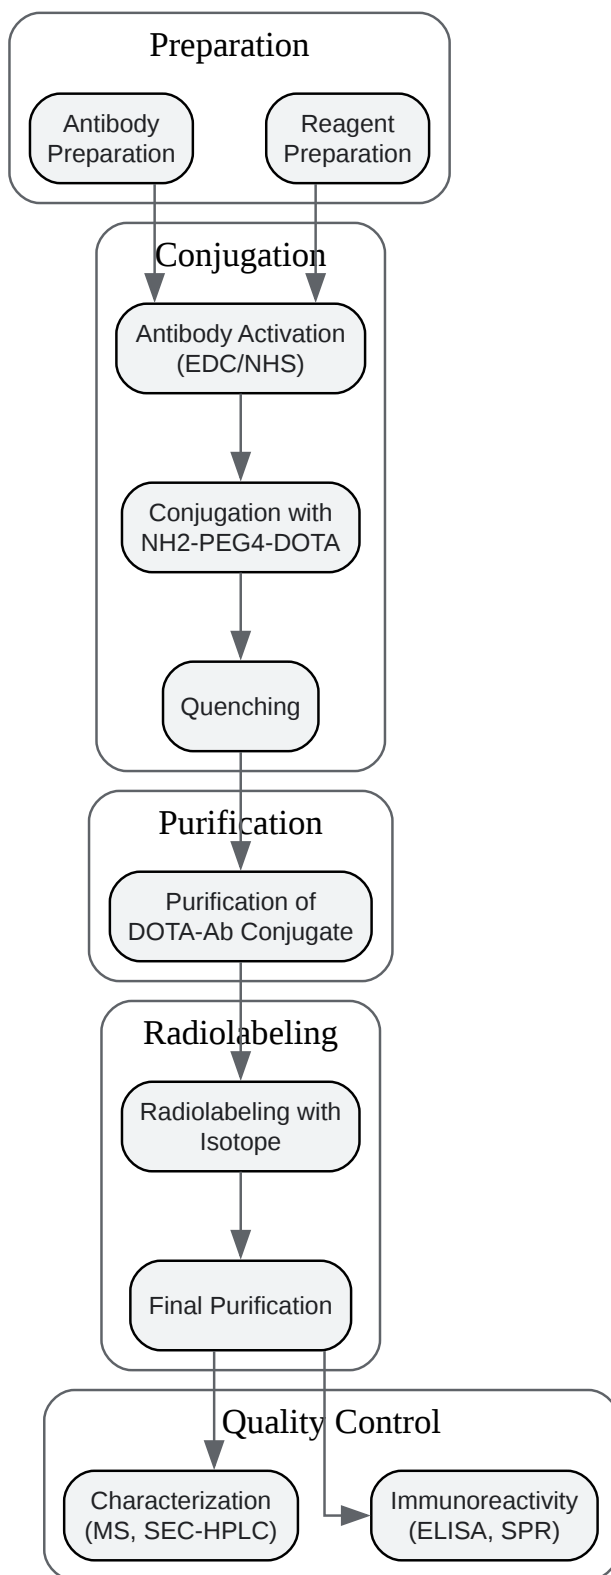 Preparation
Antibody
Preparation
Reagent
Preparation
Conjugation
Antibody Activation
(EDC/NHS)
Conjugation with
NH2-PEG4-DOTA
Quenching
Purification
Purification of
DOTA-Ab Conjugate
Radiolabeling
Radiolabeling with
Isotope
Final Purification
Quality Control
Characterization
(MS, SEC-HPLC)
Immunoreactivity
(ELISA, SPR)